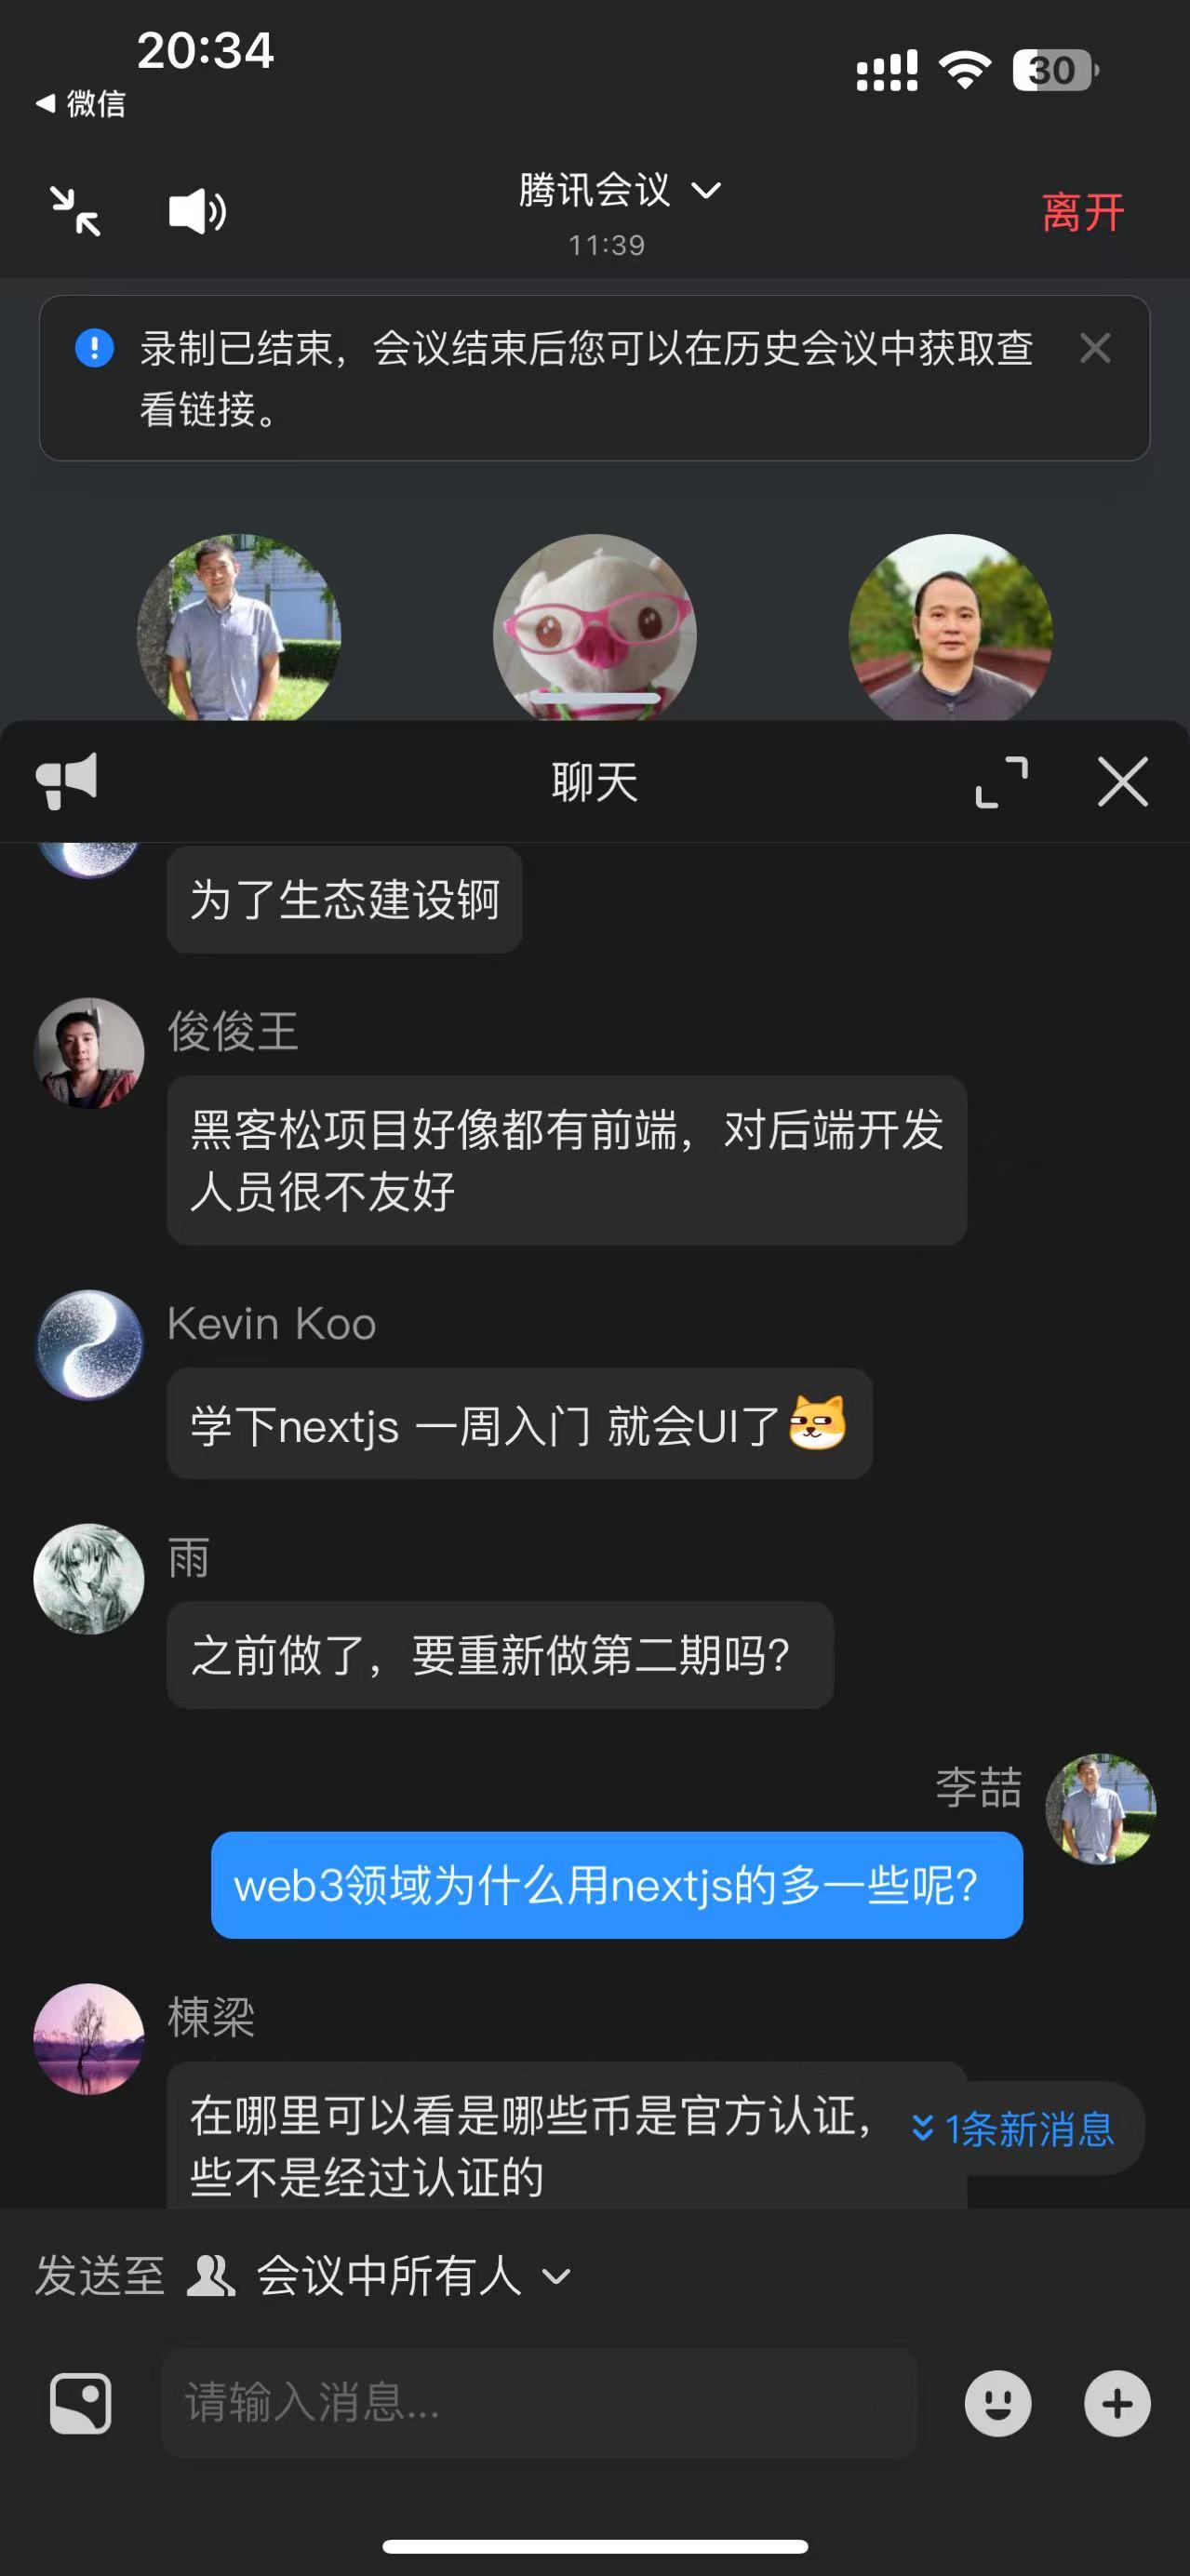 20:34
微信
30
腾讯会议
离开
11:39
录制已结束，会议结束后您可以在历史会议中获取查
看链接。
聊天
为了生态建设锕
俊俊王
黑客松项目好像都有前端，对后端开发
人员很不友好
Kevin Koo
学下nextjs 一周入门 就会UI了
雨
之前做了，要重新做第二期吗？
李喆
web3领域为什么用nextjs的多一些呢？
棟梁
在哪里可以看是哪些币是官方认证，
些不是经过认证的
1条新消息
发送至 会议中所有人
请输入消息...